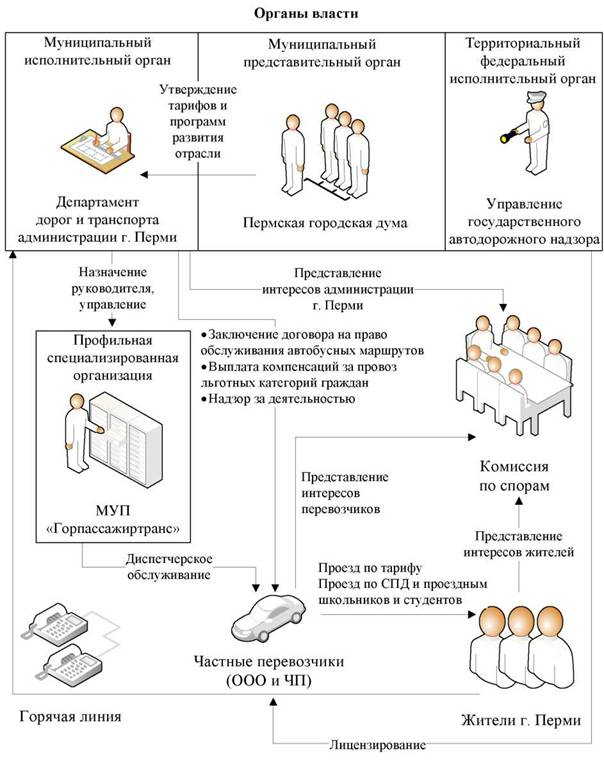 Органы власти
Муниципальный
исполнительный орган
Муниципальный
представительный орган
Территориальный
федеральный
исполнительный орган
Утверждение
тарифов и
программ
развития
отрасли
Департамент
дорог и транспорта
администрации г. Перми
Пермская городская дума
Управление
государственного
автодорожного надзора
Назначение
руководителя,
управление
Представление
интересов администрации
г. Перми
Профильная
специализированная
организация
МУП
«Горпассажиртранс»
•Заключение договора на право
обслуживания автобусных маршрутов
•Выплата компенсаций за провоз
льготных категорий граждан
•Надзор за деятельностью
Комиссия
по спорам
Представление
интересов
перевозчиков
Представление
интересов жителей
Диспетчерское
обслуживание
Проезд по тарифу
Проезд по СПД и проездным
школьников и студентов
Частные перевозчики
(ООО и ЧП)
Горячая линия
Жители г. Перми
Лицензирование